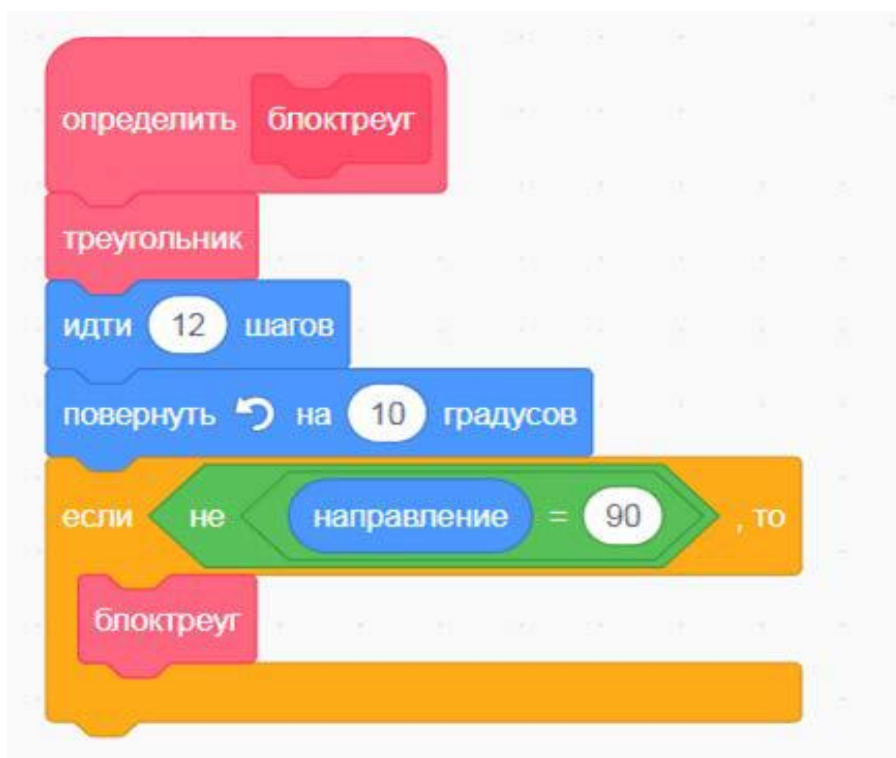 определить блоктреуг
треугольник
идти 12 шагов
повернуть на 10 градусов
если не направление = 90 , то
блоктреуг